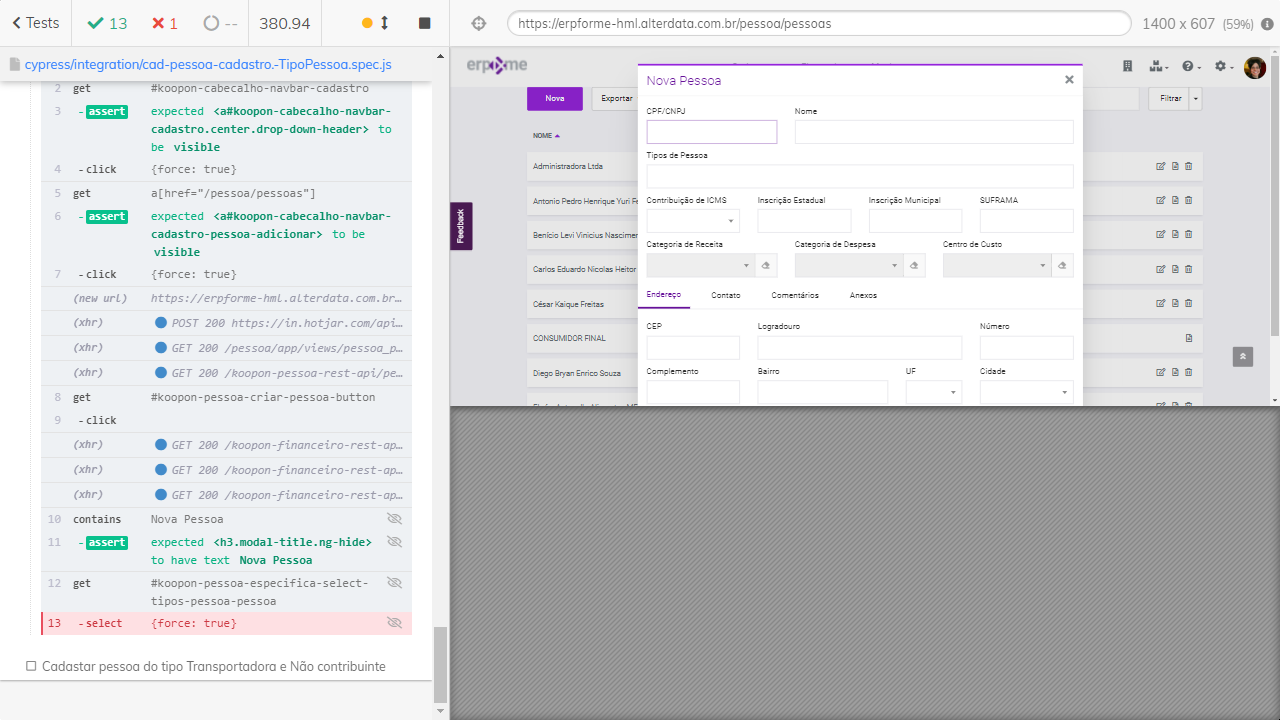 Tests
13
1
--
380.94
https://erpforme-hml.alterdata.com.br/pessoa/pessoas
1400 x 607 (59%)
cypress/integration/cad-pessoa-cadastro.-TipoPessoa.spec.js
2 get #koopon-cabecalho-navbar-cadastro
3 -assert expected <a#koopon-cabecalho-navbar-
cadastro.center.drop-down-header> to
be visible
4 -click {force: true}
5 get a[href="/pessoa/pessoas"]
6 -assert expected <a#koopon-cabecalho-navbar-
cadastro-pessoa-adicionar> to be
visible
7 -click {force: true}
(new url) https://erpforme-hml.alterdata.com.br…
(xhr) POST 200 https://in.hotjar.com/api…
(xhr) GET 200 /pessoa/app/views/pessoa_p…
(xhr) GET 200 /koopon-pessoa-rest-api/pe…
8 get #koopon-pessoa-criar-pessoa-button
9 -click
(xhr) GET 200 /koopon-financeiro-rest-ap…
(xhr) GET 200 /koopon-financeiro-rest-ap…
(xhr) GET 200 /koopon-financeiro-rest-ap…
10 contains Nova Pessoa
11 -assert expected <h3.modal-title.ng-hide>
to have text Nova Pessoa
12 get #koopon-pessoa-especifica-select-
tipos-pessoa-pessoa
13 -select {force: true}
Cadastar pessoa do tipo Transportadora e Não contribuinte
Nova
Exportar
Filtrar
NOME
Administradora Ltda
Antonio Pedro Henrique Yuri Fe
Benício Levi Vinicius Nascimen
Carlos Eduardo Nicolas Heitor
César Kaique Freitas
CONSUMIDOR FINAL
Diego Bryan Enrico Souza
Feedback
Nova Pessoa
×
CPF/CNPJ Nome
Tipos de Pessoa
Contribuição de ICMS Inscrição Estadual Inscrição Municipal SUFRAMA
Categoria de Receita Categoria de Despesa Centro de Custo
Endereço Contato Comentários Anexos
CEP Logradouro Número
Complemento Bairro UF Cidade